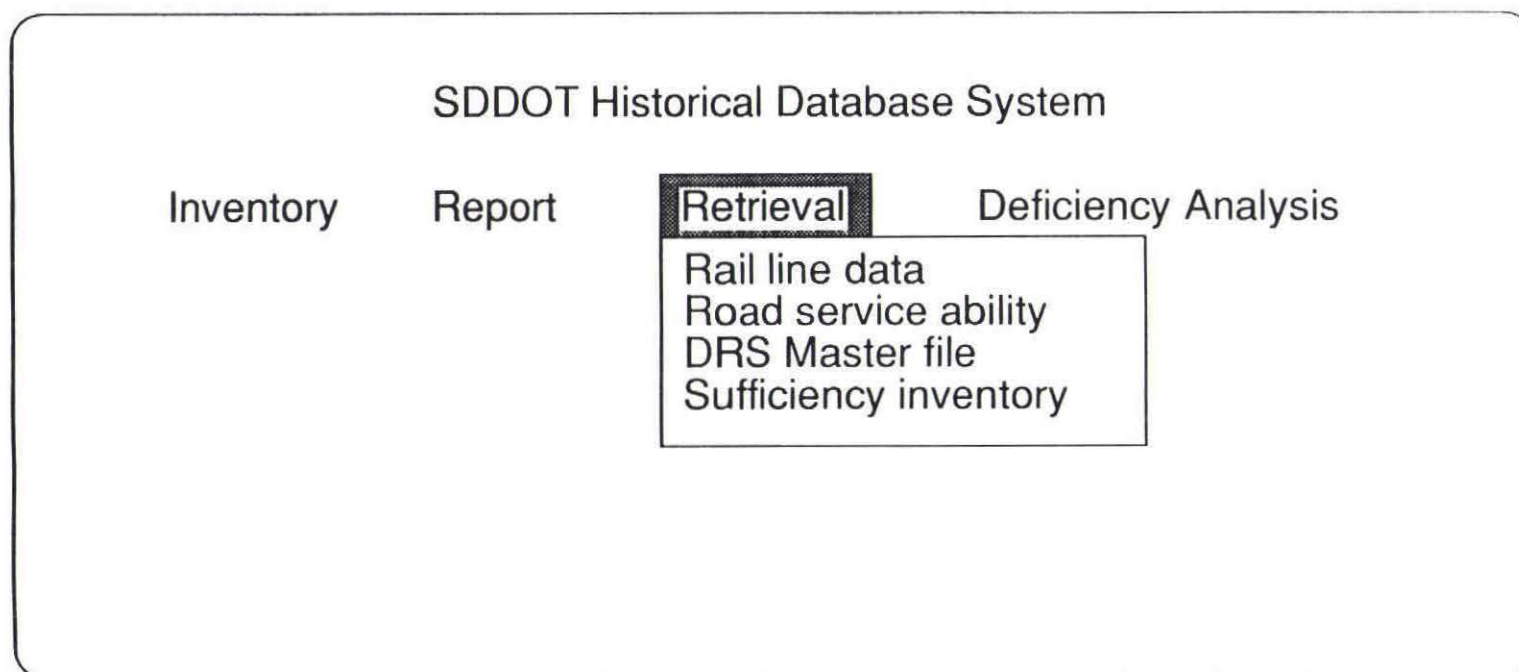 SDDOT Historical Database System
Inventory Report Retrieval Deficiency Analysis
Rail line data
Road service ability
DRS Master file
Sufficiency inventory